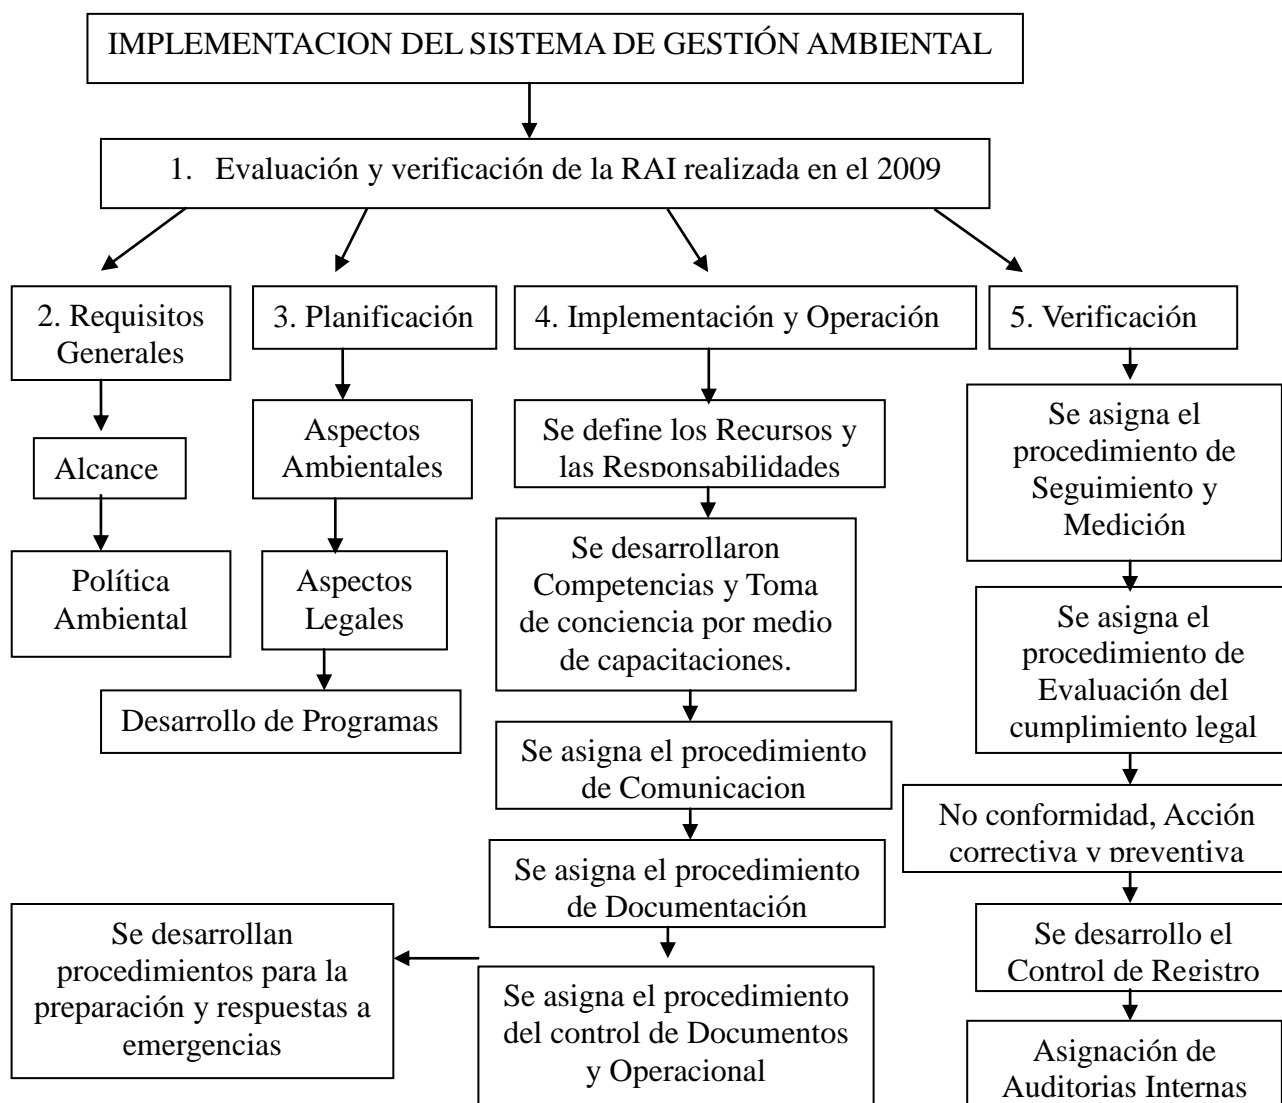 IMPLEMENTACION DEL SISTEMA DE GESTIÓN AMBIENTAL
1. Evaluación y verificación de la RAI realizada en el 2009
2. Requisitos
Generales
Alcance
Política
Ambiental
3. Planificación
Aspectos
Ambientales
Aspectos
Legales
Desarrollo de Programas
4. Implementación y Operación
Se define los Recursos y
las Responsabilidades
Se desarrollaron
Competencias y Toma
de conciencia por medio
de capacitaciones.
Se asigna el procedimiento
de Comunicacion
Se asigna el procedimiento
de Documentación
Se asigna el procedimiento
del control de Documentos
y Operacional
Se desarrollan
procedimientos para la
preparación y respuestas a
emergencias
5. Verificación
Se asigna el
procedimiento de
Seguimiento y
Medición
Se asigna el
procedimiento de
Evaluación del
cumplimiento legal
No conformidad, Acción
correctiva y preventiva
Se desarrollo el
Control de Registro
Asignación de
Auditorias Internas